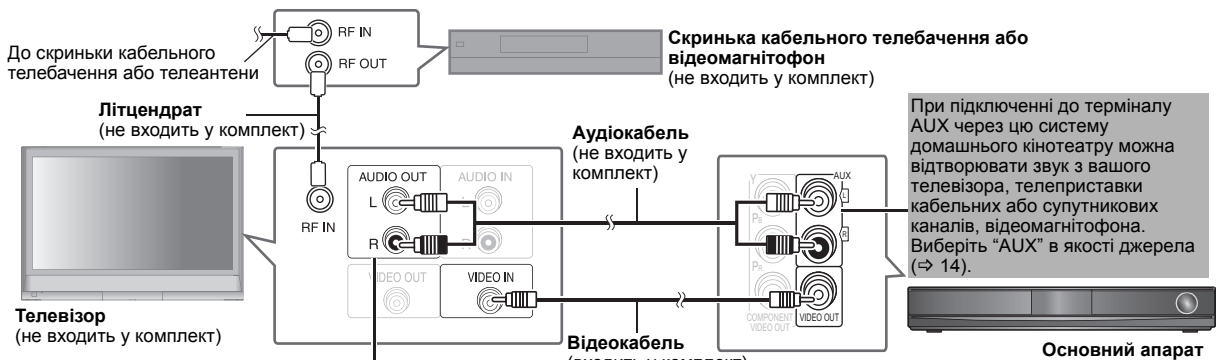 RF IN
RF OUT
До скриньки кабельного
телебачення або телеантени
Скринька кабельного телебачення або
відеомагнітофон
(не входить у комплект)
Літцендрат
(не входить у комплект)
Аудіокабель
(не входить у
комплект)
При підключенні до терміналу
AUX через цю систему
домашнього кінотеатру можна
відтворювати звук з вашого
телевізора, телеприставки
кабельних або супутникових
каналів, відеомагнітофона.
Виберіть “AUX” в якості джерела
(⇨ 14).
RF IN
AUDIO OUT
L
R
AUDIO IN
L
R
VIDEO OUT
VIDEO IN
Y
PB
PR
AUX
L
R
COMPONENT
VIDEO OUT
VIDEO OUT
Телевізор
(не входить у комплект)
Відеокабель
(входить у комплект)
Основний апарат